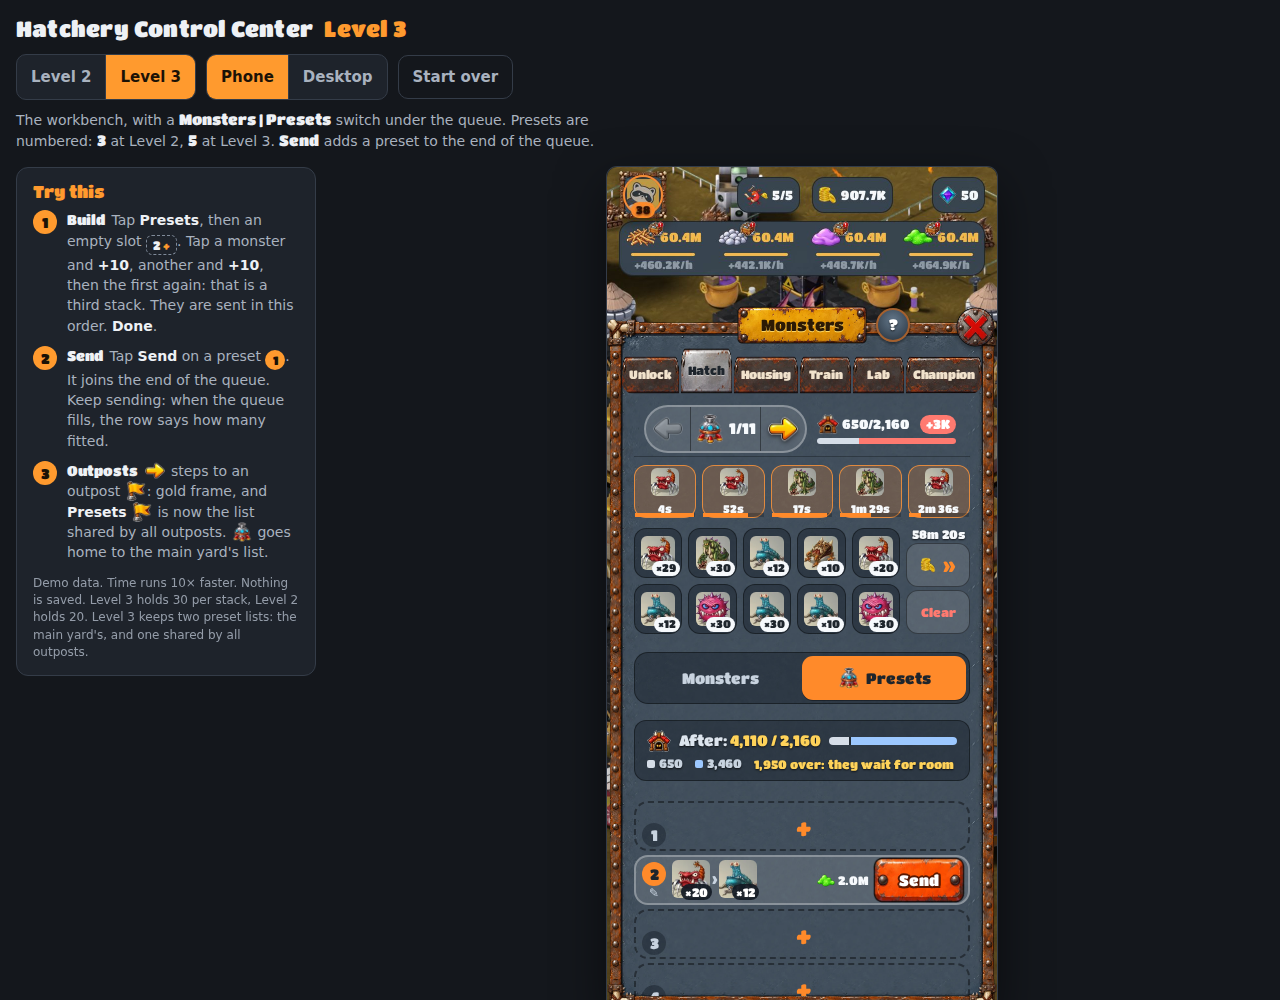 Hatchery Control Center Level 3
Level 2
Level 3
Phone
Desktop
Start over
The workbench, with a Monsters | Presets switch under the queue. Presets are
numbered: 3 at Level 2, 5 at Level 3. Send adds a preset to the end of the queue.
Try this
1 Build Tap Presets, then an
empty slot 2 +. Tap a monster
and +10, another and +10,
then the first again: that is a
third stack. They are sent in this
order. Done.
2 Send Tap Send on a preset 1.
It joins the end of the queue.
Keep sending: when the queue
fills, the row says how many
fitted.
3 Outposts steps to an
outpost : gold frame, and
Presets is now the list
shared by all outposts. goes
home to the main yard's list.
Demo data. Time runs 10× faster. Nothing
is saved. Level 3 holds 30 per stack, Level 2
holds 20. Level 3 keeps two preset lists: the
main yard's, and one shared by all
outposts.
30
5/5
907.7K
50
60.4M 60.4M 60.4M 60.4M
+460.2K/h +442.1K/h +448.7K/h +464.9K/h
Monsters
?
Unlock Hatch Housing Train Lab Champion
1/11
650/2,160 +3K
4s 52s 17s 1m 29s 2m 36s
58m 20s
×29 ×30 ×12 ×10 ×20
»
×12 ×30 ×30 ×10 ×30
Clear
Monsters
Presets
After: 4,110 / 2,160
650 3,460 1,950 over: they wait for room
1 +
2 ×20 › ×12 2.0M Send
✎
3 +
+